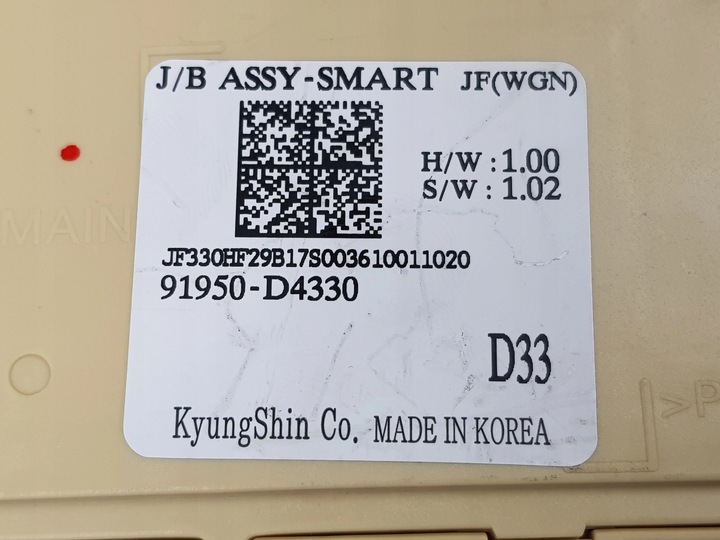 J/B ASSY-SMART JF(WGN)
H/W : 1.00
S/W : 1.02
JF330HF29B17S003610011020
91950-D4330
D33
KyungShin Co. MADE IN KOREA
MAIN
>P